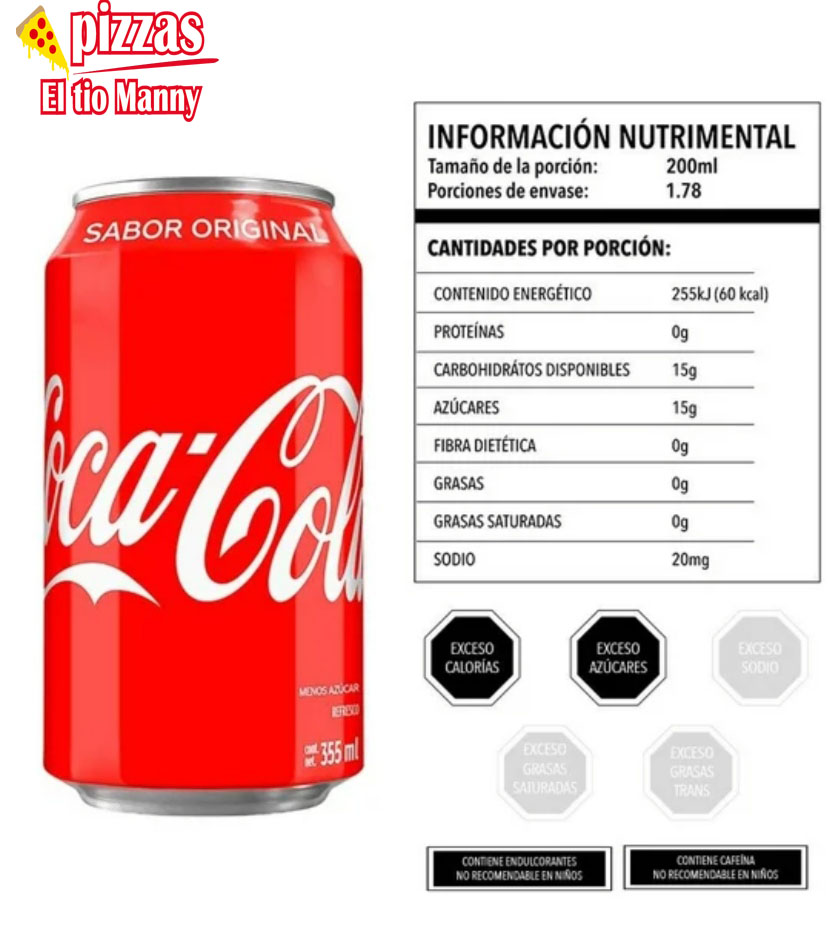 pizzas
El tio Manny
SABOR ORIGINAL
Coca-Cola
MENOS AZÚCAR
REFRESCO
cont. net. 355 ml
INFORMACIÓN NUTRIMENTAL
Tamaño de la porción: 200ml
Porciones de envase: 1.78
CANTIDADES POR PORCIÓN:
CONTENIDO ENERGÉTICO 255kJ (60 kcal)
PROTEÍNAS 0g
CARBOHIDRÁTOS DISPONIBLES 15g
AZÚCARES 15g
FIBRA DIETÉTICA 0g
GRASAS 0g
GRASAS SATURADAS 0g
SODIO 20mg
EXCESO
CALORÍAS
EXCESO
AZÚCARES
EXCESO
SODIO
EXCESO
GRASAS
SATURADAS
EXCESO
GRASAS
TRANS
CONTIENE ENDULCORANTES
NO RECOMENDABLE EN NIÑOS
CONTIENE CAFEÍNA
NO RECOMENDABLE EN NIÑOS